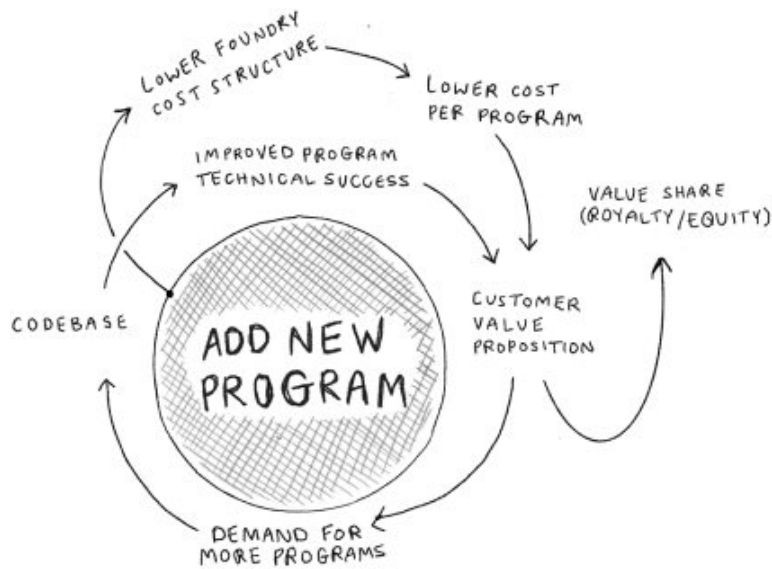 LOWER FOUNDRY
COST STRUCTURE
LOWER COST
PER PROGRAM
IMPROVED PROGRAM
TECHNICAL SUCCESS
VALUE SHARE
(ROYALTY/EQUITY)
CODEBASE
ADD NEW
PROGRAM
CUSTOMER
VALUE
PROPOSITION
DEMAND FOR
MORE PROGRAMS